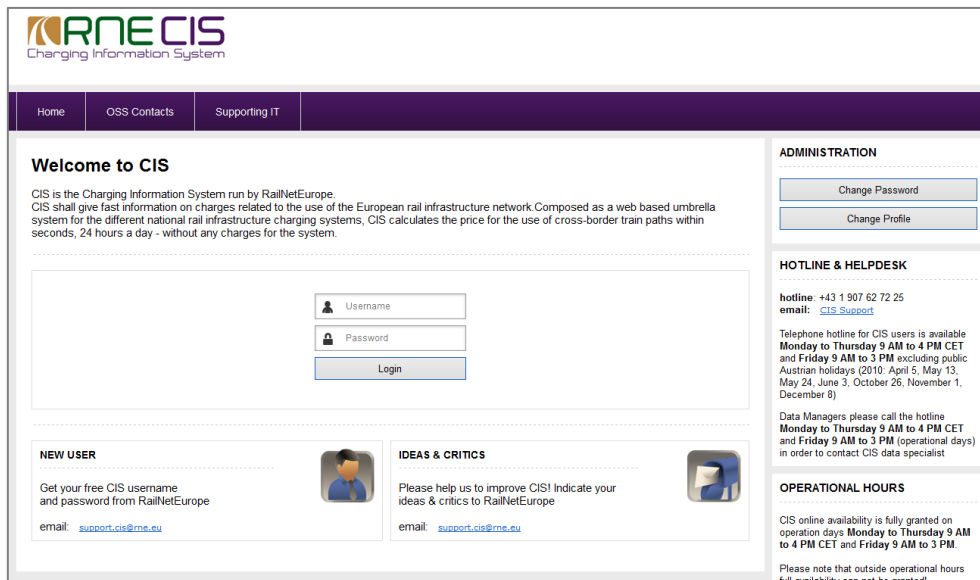 RNE CIS
Charging Information System
Home OSS Contacts Supporting IT
Welcome to CIS
CIS is the Charging Information System run by RailNetEurope.
CIS shall give fast information on charges related to the use of the European rail infrastructure network.Composed as a web based umbrella
system for the different national rail infrastructure charging systems, CIS calculates the price for the use of cross-border train paths within
seconds, 24 hours a day - without any charges for the system.
Username
Password
Login
NEW USER
Get your free CIS username
and password from RailNetEurope
email: support.cis@rne.eu
IDEAS & CRITICS
Please help us to improve CIS! Indicate your
ideas & critics to RailNetEurope
email: support.cis@rne.eu
ADMINISTRATION
Change Password
Change Profile
HOTLINE & HELPDESK
hotline: +43 1 907 62 72 25
email: CIS Support
Telephone hotline for CIS users is available
Monday to Thursday 9 AM to 4 PM CET
and Friday 9 AM to 3 PM excluding public
Austrian holidays (2010: April 5, May 13,
May 24, June 3, October 26, November 1,
December 8)
Data Managers please call the hotline
Monday to Thursday 9 AM to 4 PM CET
and Friday 9 AM to 3 PM (operational days)
in order to contact CIS data specialist
OPERATIONAL HOURS
CIS online availability is fully granted on
operation days Monday to Thursday 9 AM
to 4 PM CET and Friday 9 AM to 3 PM.
Please note that outside operational hours
full availability can not be granted!